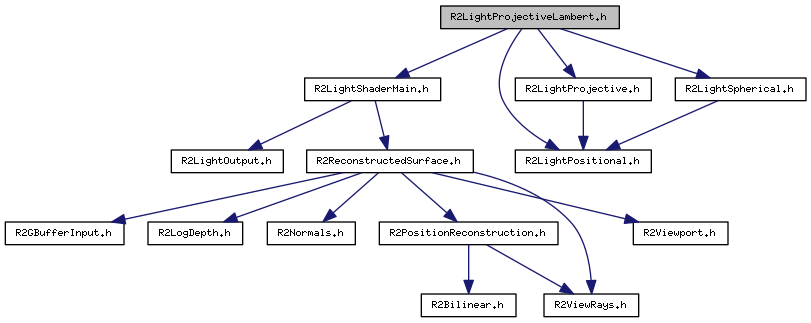 R2LightProjectiveLambert.h
R2LightShaderMain.h
R2LightProjective.h
R2LightSpherical.h
R2LightOutput.h
R2ReconstructedSurface.h
R2LightPositional.h
R2GBufferInput.h
R2LogDepth.h
R2Normals.h
R2PositionReconstruction.h
R2Viewport.h
R2Bilinear.h
R2ViewRays.h